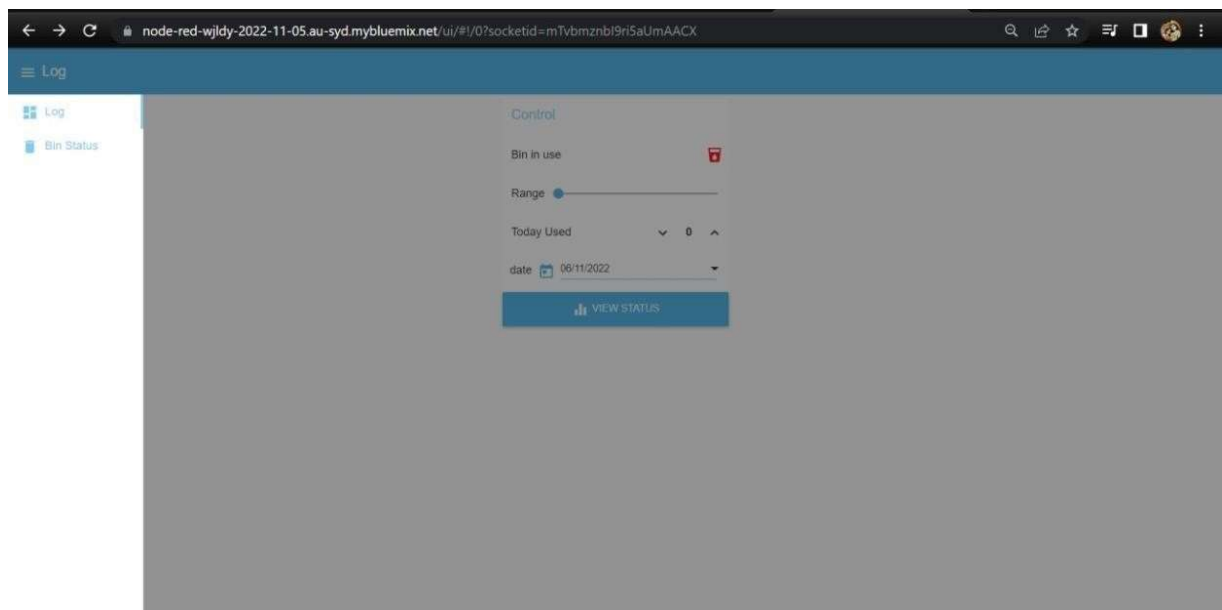 node-red-wjldy-2022-11-05.au-syd.mybluemix.net/ui/#!/0?socketid=mTvbmznbI9ri5aUmAACX
Log
Log
Bin Status
Control
Bin in use
Range
Today Used 0
date 06/11/2022
VIEW STATUS